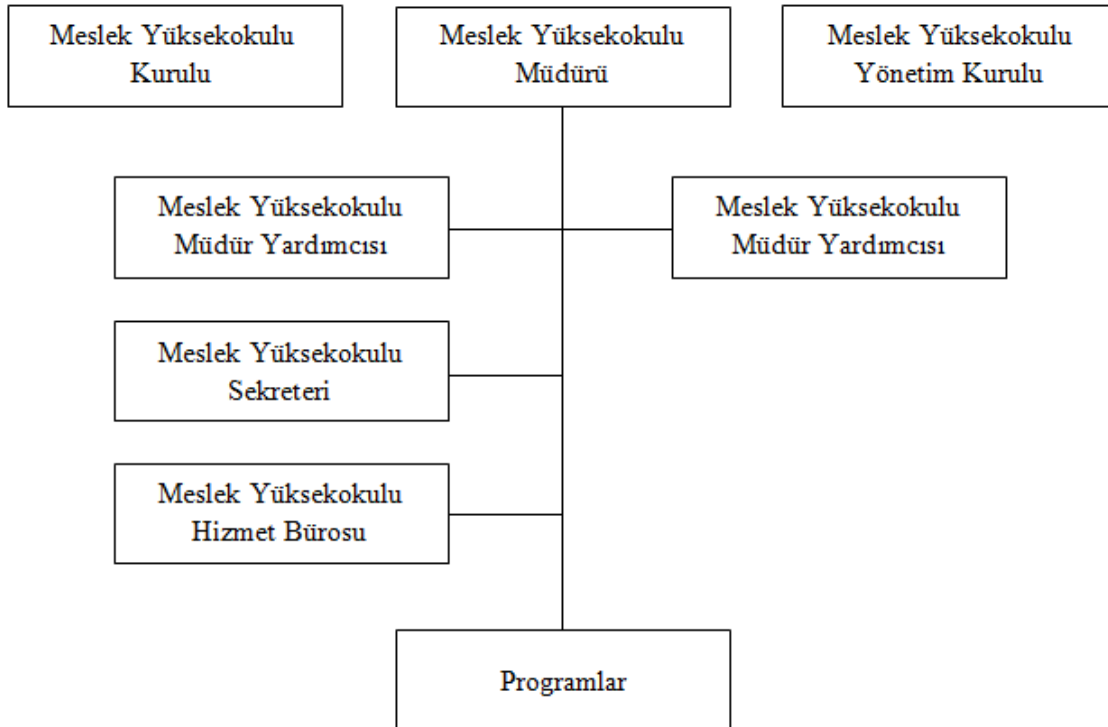 Meslek Yüksekokulu
Kurulu
Meslek Yüksekokulu
Müdürü
Meslek Yüksekokulu
Yönetim Kurulu
Meslek Yüksekokulu
Müdür Yardımcısı
Meslek Yüksekokulu
Müdür Yardımcısı
Meslek Yüksekokulu
Sekreteri
Meslek Yüksekokulu
Hizmet Bürosu
Programlar